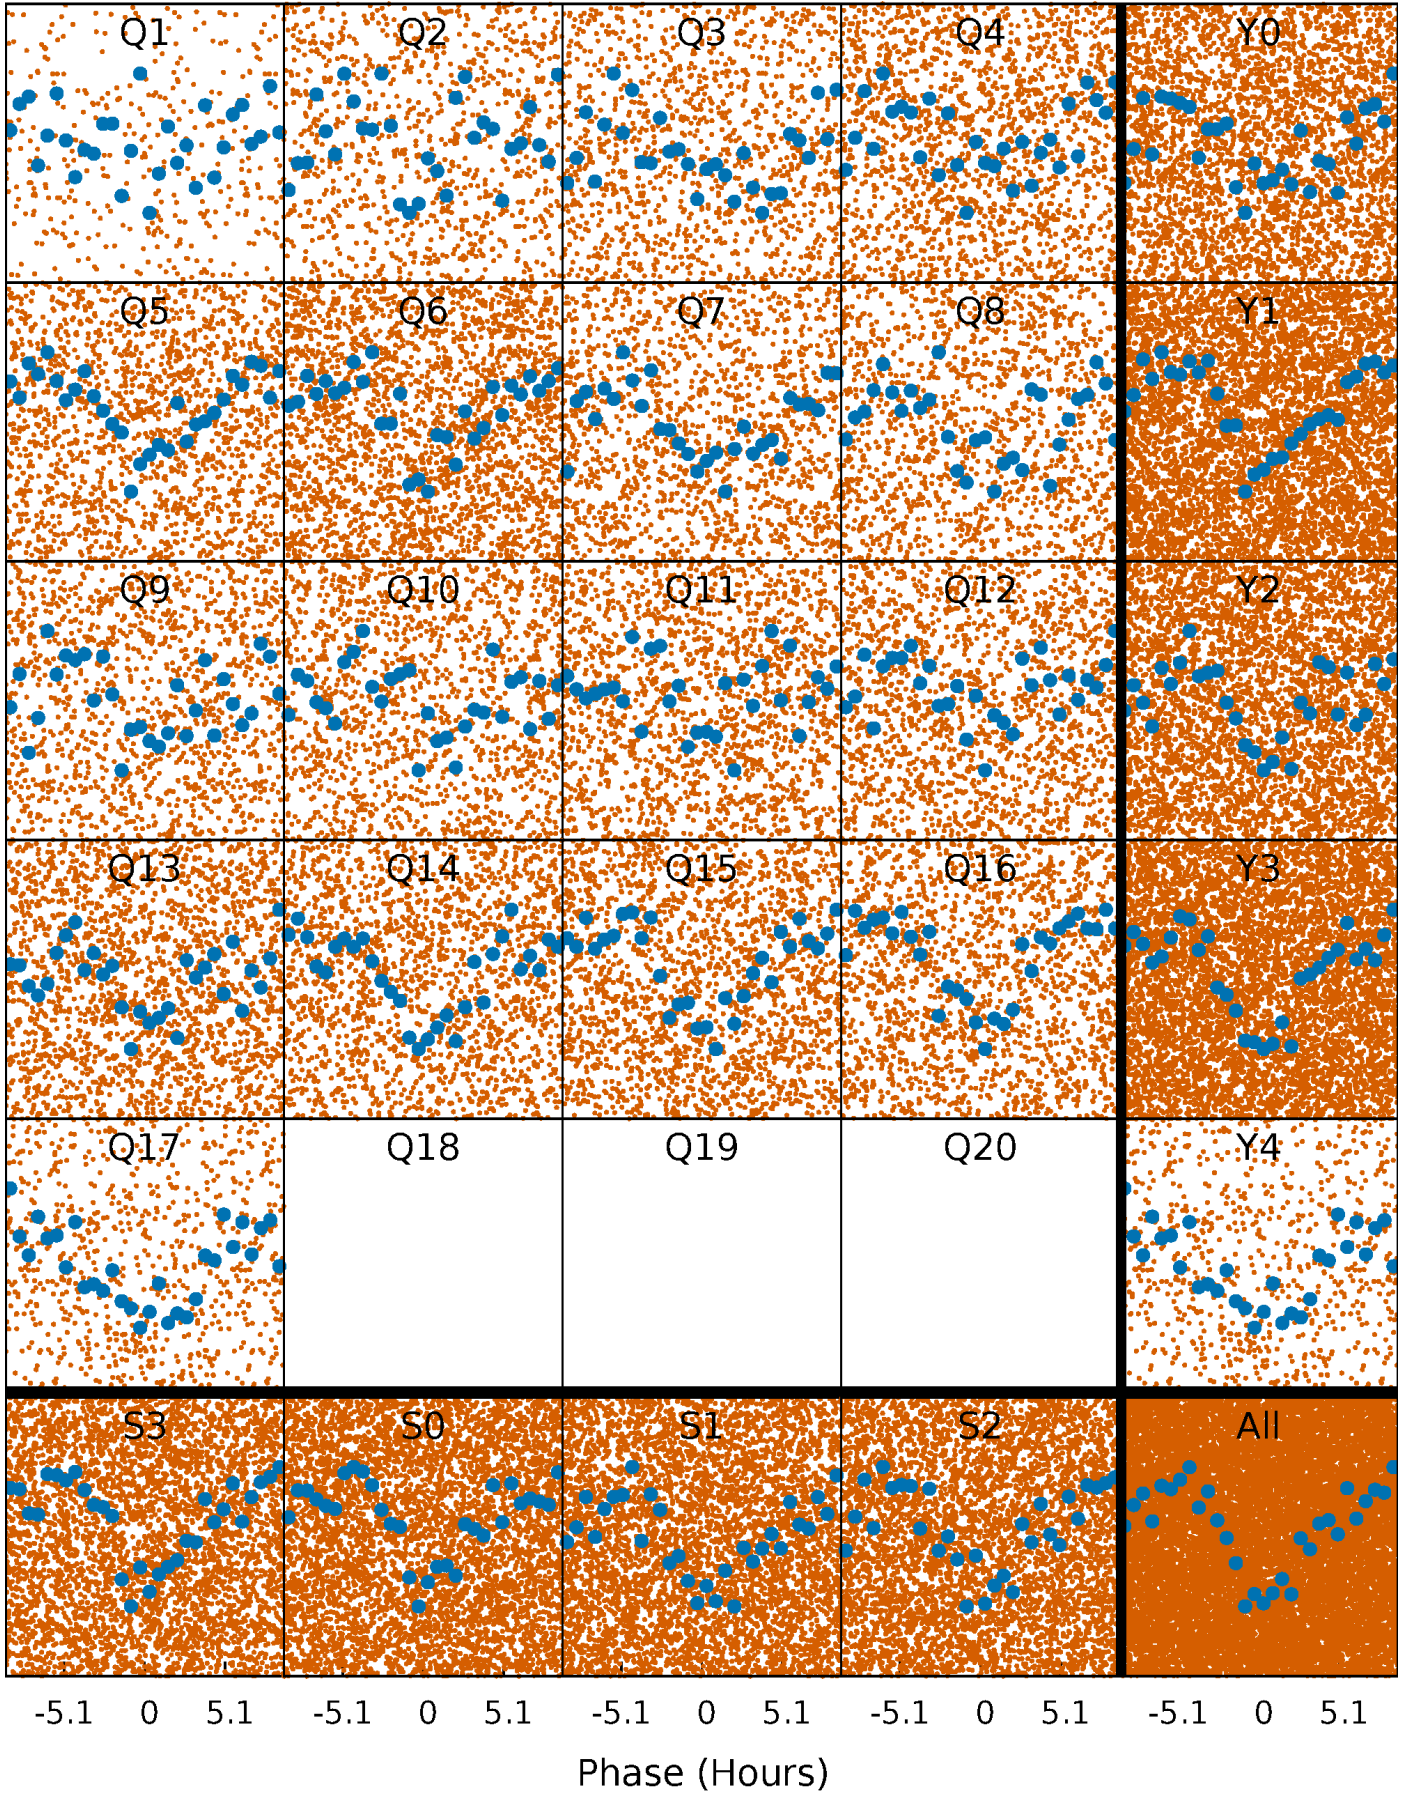 Q1 Q2 Q3 Q4 Y0
Q5 Q6 Q7 Q8 Y1
Q9 Q10 Q11 Q12 Y2
Q13 Q14 Q15 Q16 Y3
Q17 Q18 Q19 Q20 Y4
S3 S0 S1 S2 All
-5.1 0 5.1 -5.1 0 5.1 -5.1 0 5.1 -5.1 0 5.1 -5.1 0 5.1
Phase (Hours)